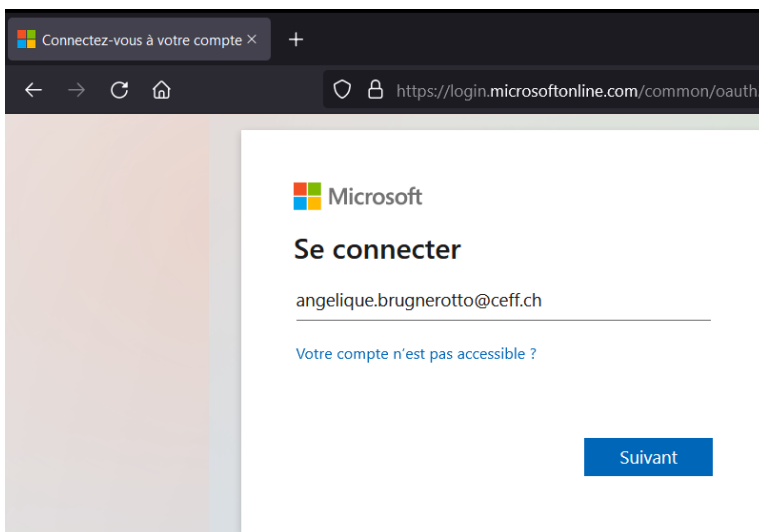 Connectez-vous à votre compte
https://login.microsoftonline.com/common/oauth
Microsoft
Se connecter
angelique.brugnerotto@ceff.ch
Votre compte n'est pas accessible ?
Suivant